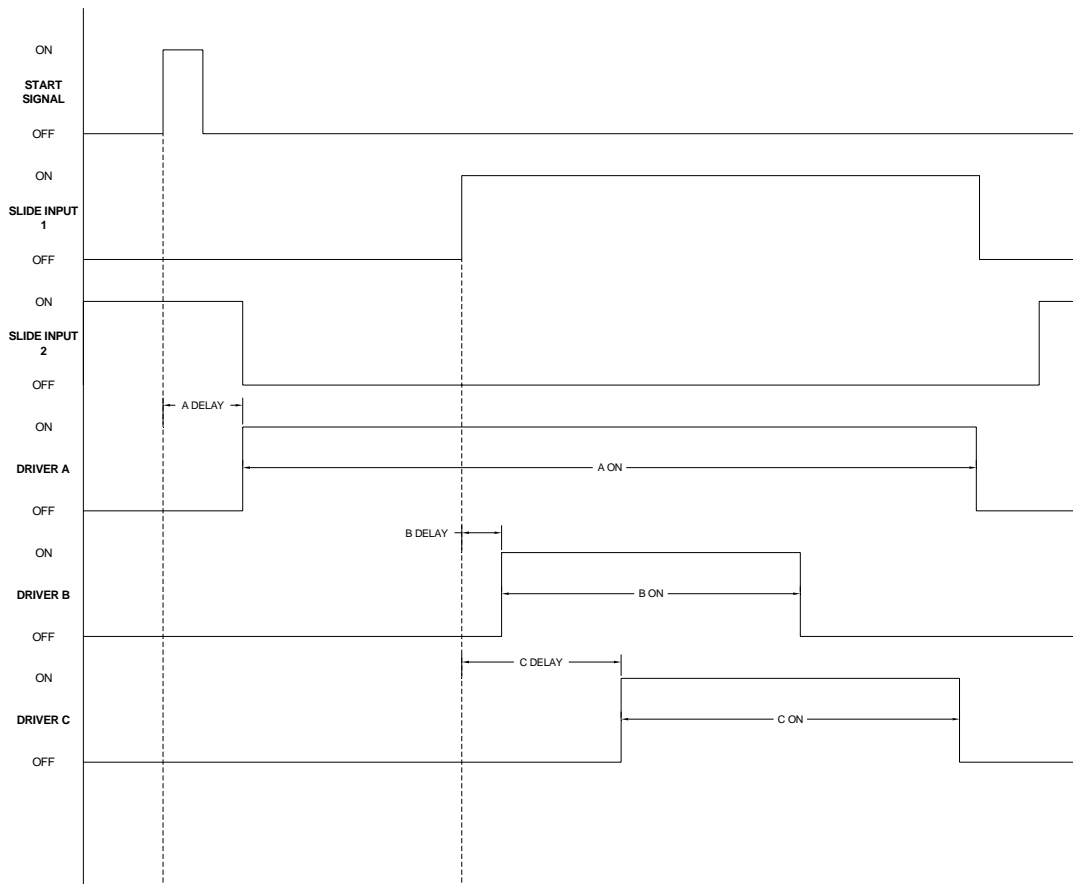 ON
START
SIGNAL
OFF
ON
SLIDE INPUT
1
OFF
ON
SLIDE INPUT
2
OFF
A DELAY
ON
DRIVER A
A ON
OFF
B DELAY
ON
DRIVER B
B ON
OFF
C DELAY
ON
DRIVER C
C ON
OFF